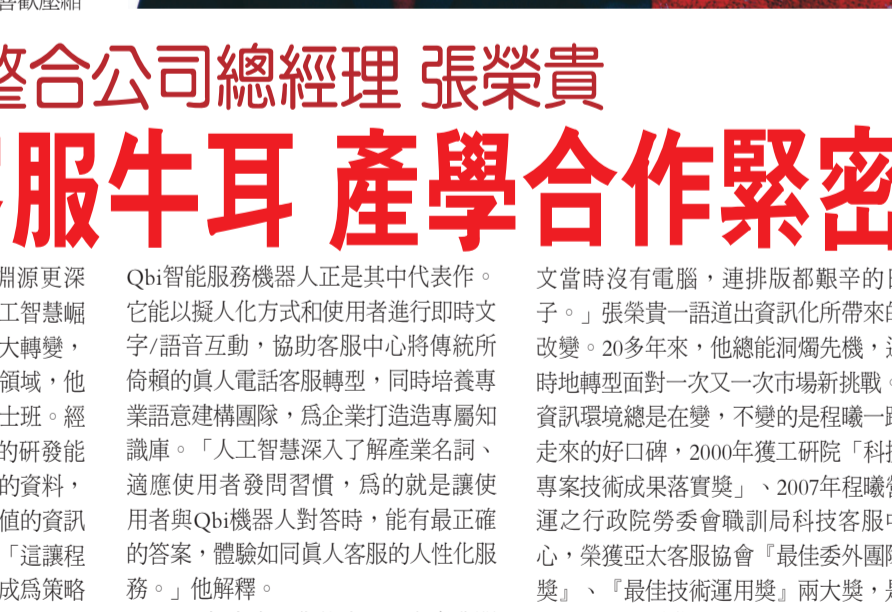 喜歡壓縮
整合公司總經理 張榮貴
客服牛耳 產學合作緊密
淵源更深
工智慧崛
大轉變，
領域，他
士班。經
的研發能
的資料，
值的資訊
「這讓程
成為策略
Qbi智能服務機器人正是其中代表作。
它能以擬人化方式和使用者進行即時文
字/語音互動，協助客服中心將傳統所
倚賴的真人電話客服轉型，同時培養專
業語意建構團隊，為企業打造造專屬知
識庫。「人工智慧深入了解產業名詞、
適應使用者發問習慣，為的就是讓使
用者與Qbi機器人對答時，能有最正確
的答案，體驗如同真人客服的人性化服
務。」他解釋。
文當時沒有電腦，連排版都艱辛的日
子。」張榮貴一語道出資訊化所帶來的
改變。20多年來，他總能洞燭先機，適
時地轉型面對一次又一次市場新挑戰。
資訊環境總是在變，不變的是程曦一路
走來的好口碑，2000年獲工研院「科技
專案技術成果落實獎」、2007年程曦營
運之行政院勞委會職訓局科技客服中
心，榮獲亞太客服協會『最佳委外團隊
獎』、『最佳技術運用獎』兩大獎，是